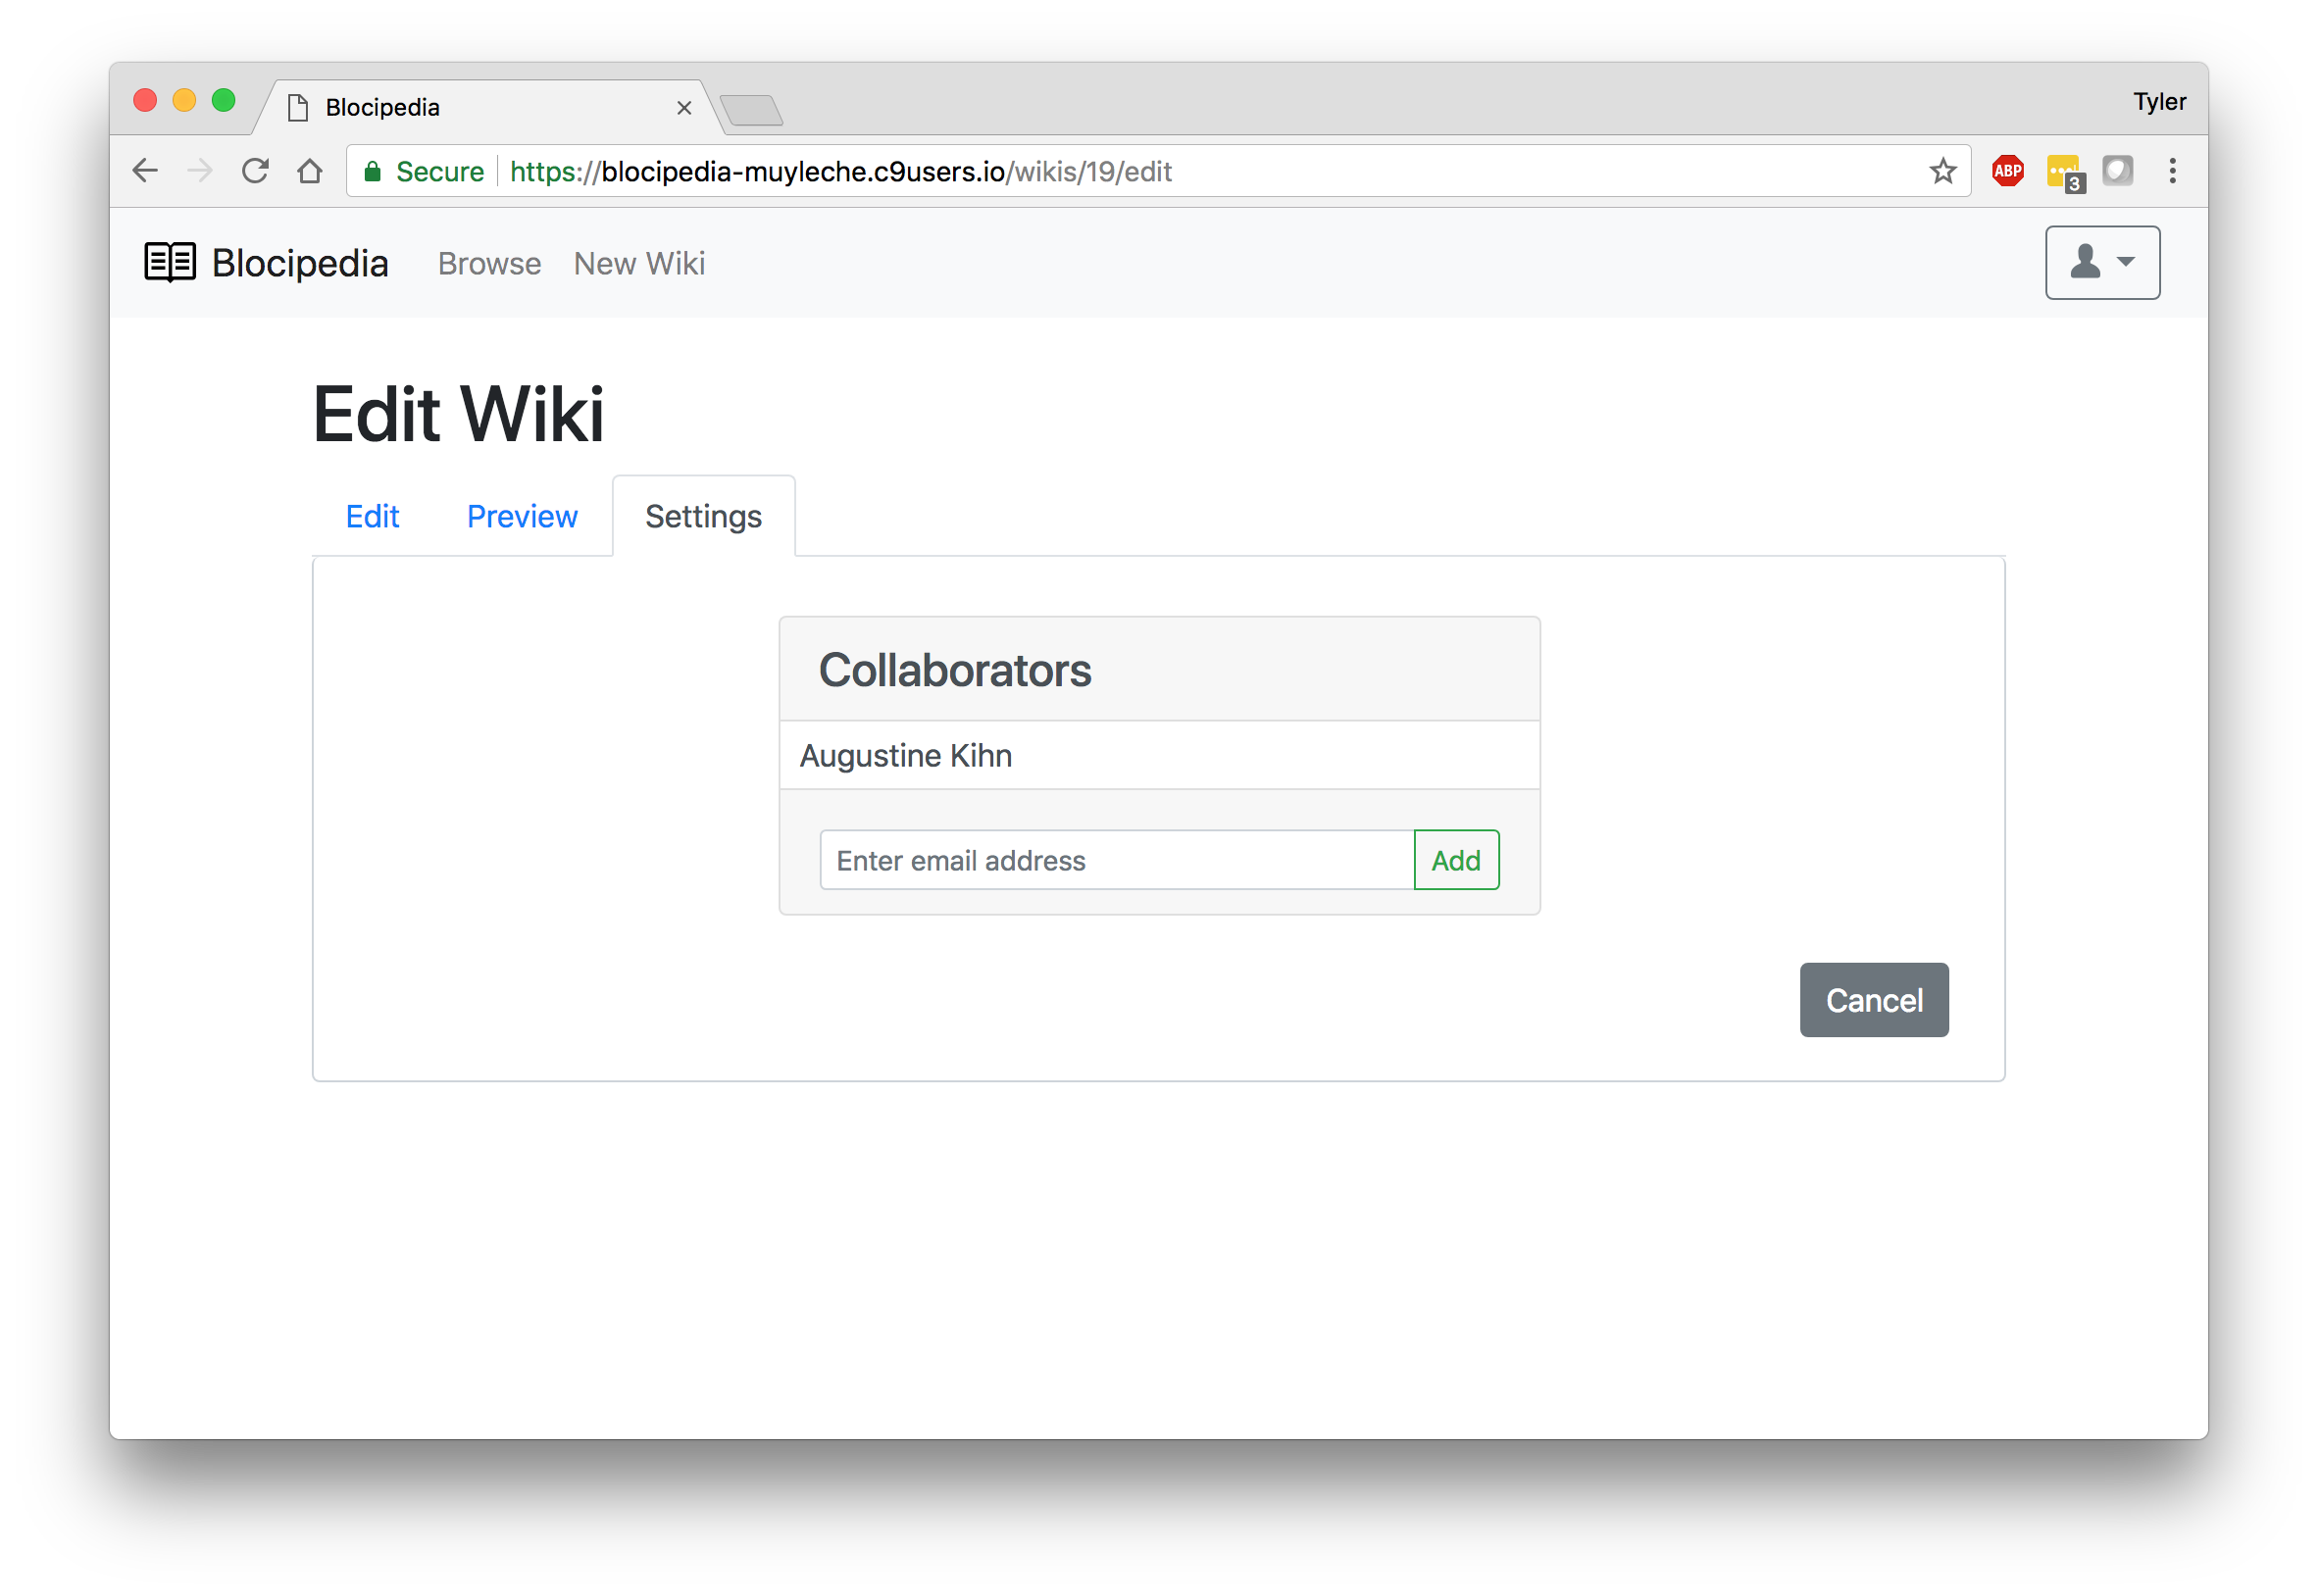 Blocipedia
Tyler
Secure https://blocipedia-muyleche.c9users.io/wikis/19/edit
ABP
3
Blocipedia Browse New Wiki
Edit Wiki
Edit Preview Settings
Collaborators
Augustine Kihn
Enter email address Add
Cancel